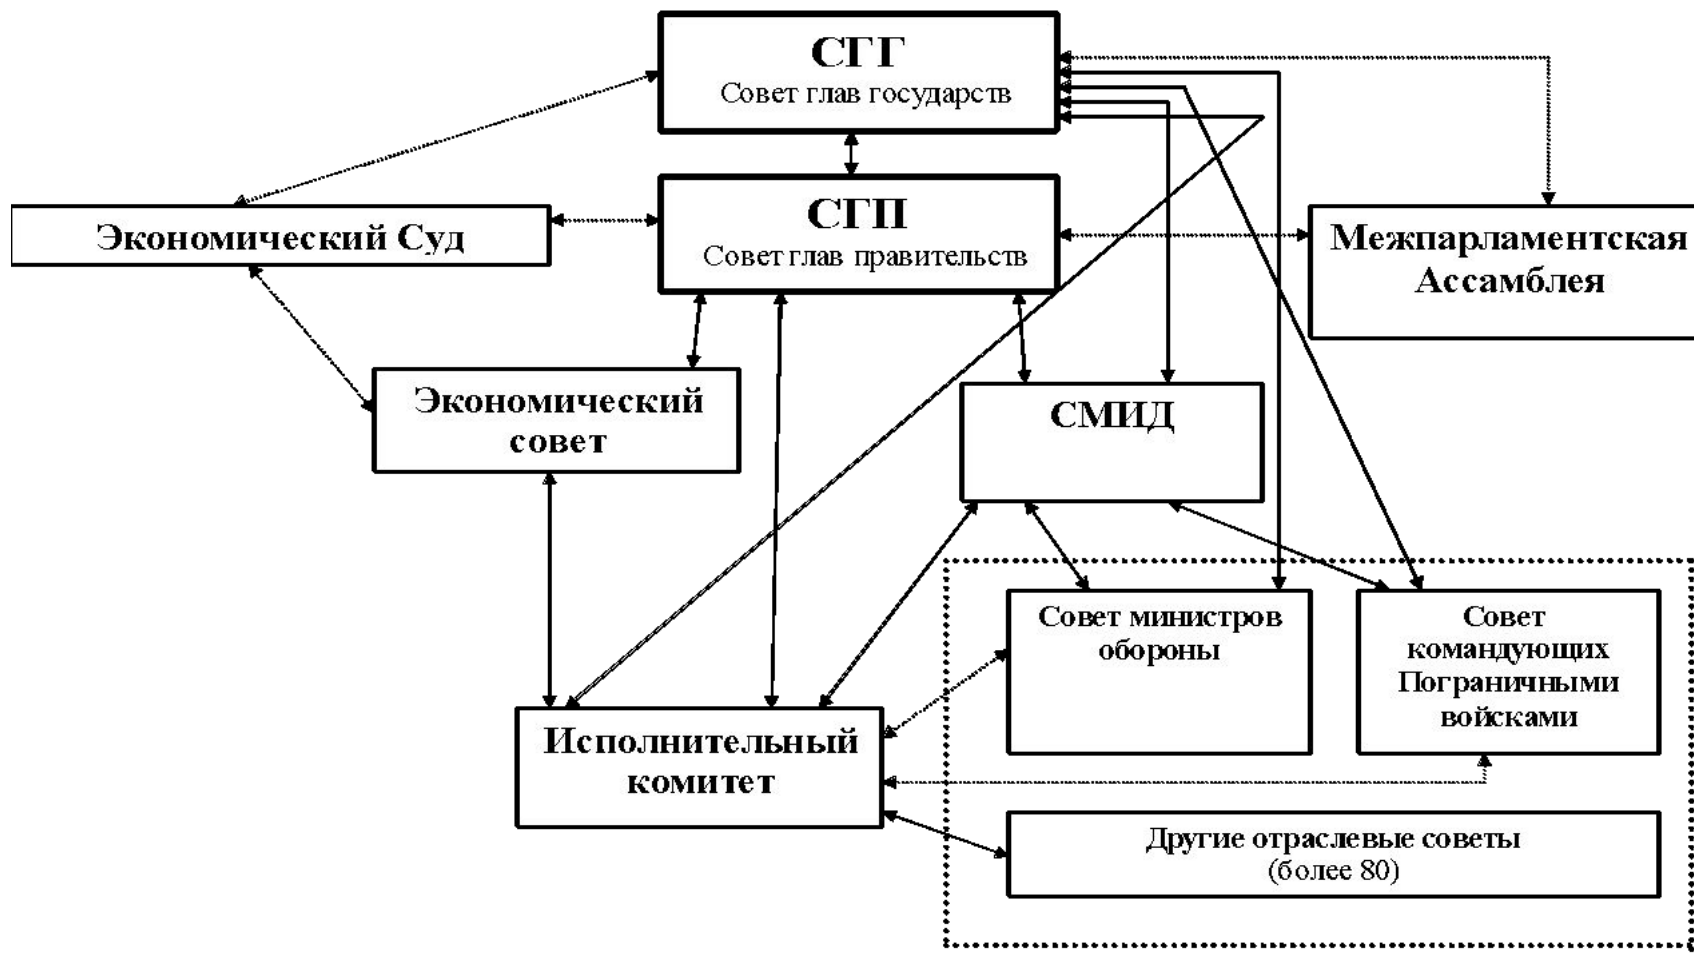 СГГ
Совет глав государств
СГП
Совет глав правительств
Экономический Суд
Межпарламентская
Ассамблея
Экономический
совет
СМИД
Совет министров
обороны
Совет
командующих
Пограничными
войсками
Исполнительный
комитет
Другие отраслевые советы
(более 80)